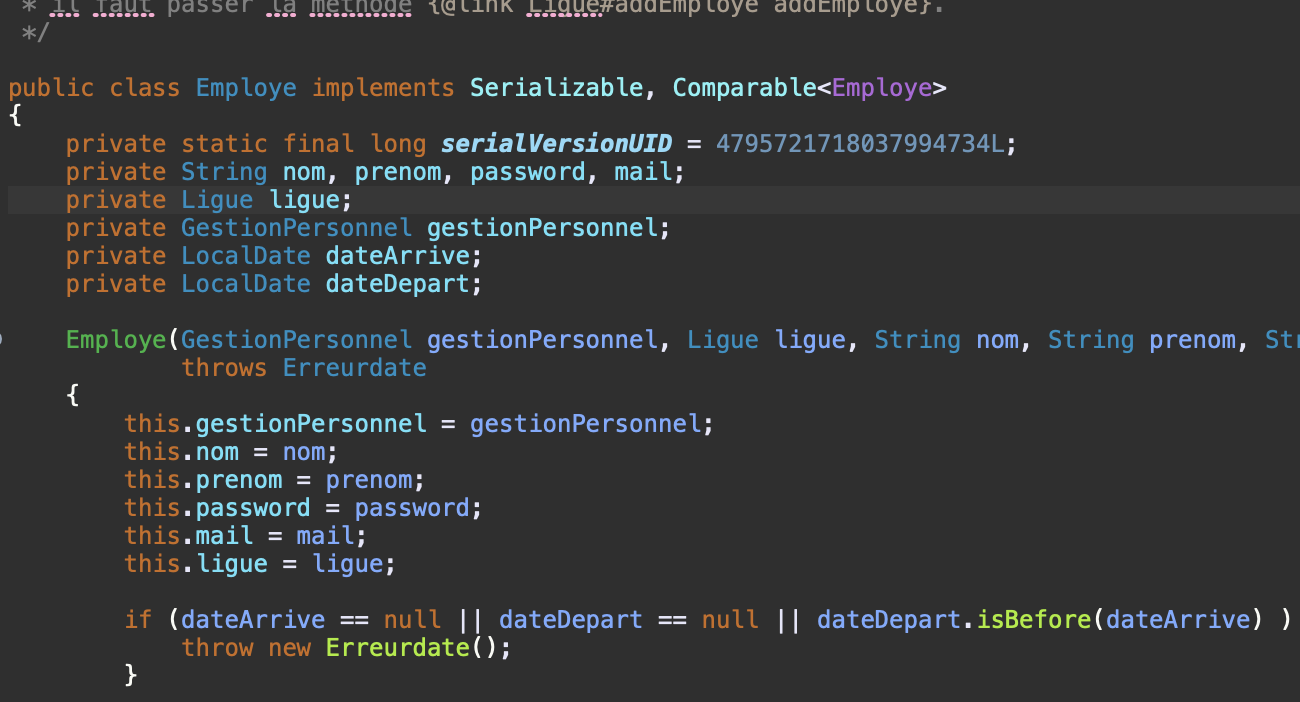 * il faut passer la méthode {@link Ligue#addEmploye addEmploye}.
*/
public class Employe implements Serializable, Comparable<Employe>
{
private static final long serialVersionUID = 4795721718037994734L;
private String nom, prenom, password, mail;
private Ligue ligue;
private GestionPersonnel gestionPersonnel;
private LocalDate dateArrive;
private LocalDate dateDepart;
Employe(GestionPersonnel gestionPersonnel, Ligue ligue, String nom, String prenom, Str
throws Erreurdate
{
this.gestionPersonnel = gestionPersonnel;
this.nom = nom;
this.prenom = prenom;
this.password = password;
this.mail = mail;
this.ligue = ligue;
if (dateArrive == null || dateDepart == null || dateDepart.isBefore(dateArrive) )
throw new Erreurdate();
}